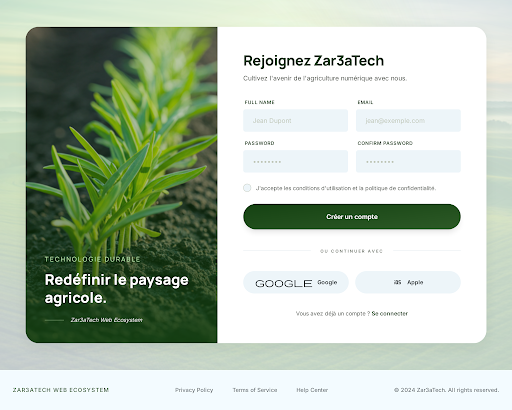 Rejoignez Zar3aTech
Cultivez l'avenir de l'agriculture numérique avec nous.
FULL NAME
EMAIL
Jean Dupont
jean@exemple.com
PASSWORD
CONFIRM PASSWORD
J'accepte les conditions d'utilisation et la politique de confidentialité.
Créer un compte
OU CONTINUER AVEC
GOOGLE Google
iOS Apple
Vous avez déjà un compte ? Se connecter
TECHNOLOGIE DURABLE
Redéfinir le paysage
agricole.
Zar3aTech Web Ecosystem
ZAR3ATECH WEB ECOSYSTEM
Privacy Policy
Terms of Service
Help Center
© 2024 Zar3aTech. All rights reserved.